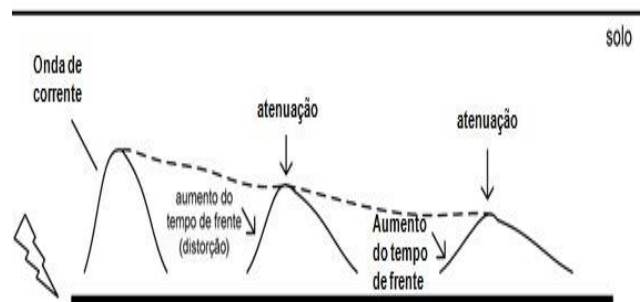 solo
Onda de
corrente
atenuação
atenuação
aumento do
tempo de frente
(distorção)
Aumento
do tempo
de frente